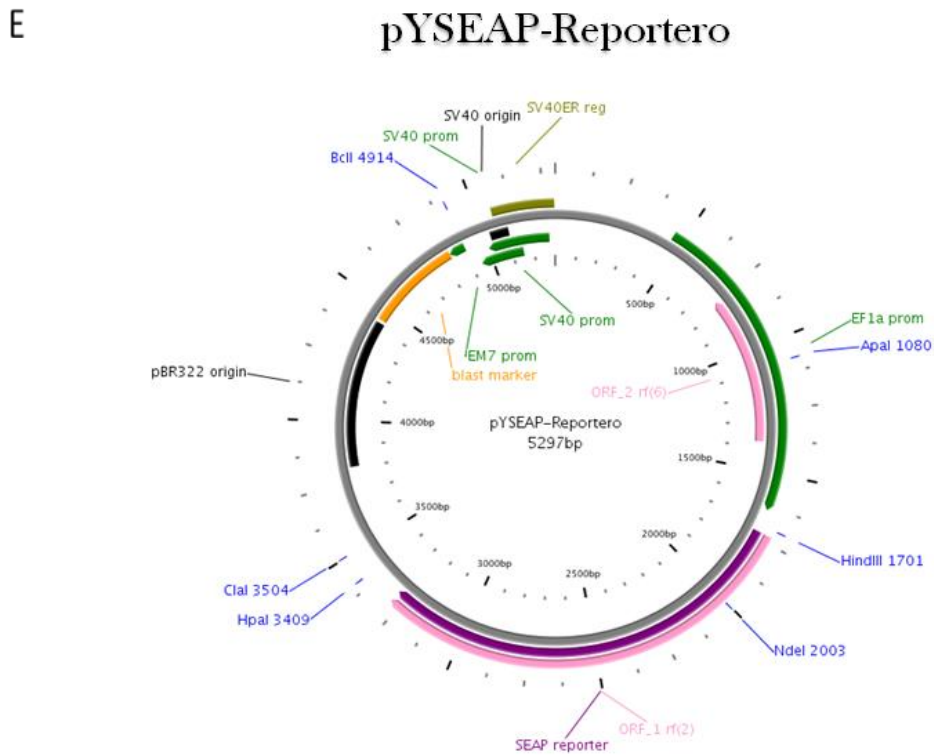 E
pYSEAP-Reportero
SV40ER reg
SV40 origin
SV40 prom
BclI 4914
5000bp
500bp
SV40 prom
EF1a prom
4500bp
EM7 prom
ApaI 1080
blast marker
1000bp
pBR322 origin
ORF_2 rf(6)
4000bp
pYSEAP-Reportero
5297bp
1500bp
3500bp
2000bp
HindIII 1701
3000bp
2500bp
ClaI 3504
HpaI 3409
NdeI 2003
ORF_1 rf(2)
SEAP reporter